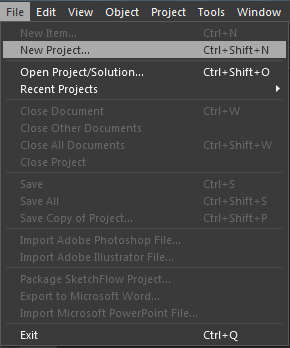 File Edit View Object Project Tools Window
New Item... Ctrl+N
New Project... Ctrl+Shift+N
Open Project/Solution... Ctrl+Shift+O
Recent Projects
Close Document Ctrl+W
Close Other Documents
Close All Documents Ctrl+Shift+W
Close Project
Save Ctrl+S
Save All Ctrl+Shift+S
Save Copy of Project... Ctrl+Shift+P
Import Adobe Photoshop File...
Import Adobe Illustrator File...
Package SketchFlow Project...
Export to Microsoft Word...
Import Microsoft PowerPoint File...
Exit Ctrl+Q